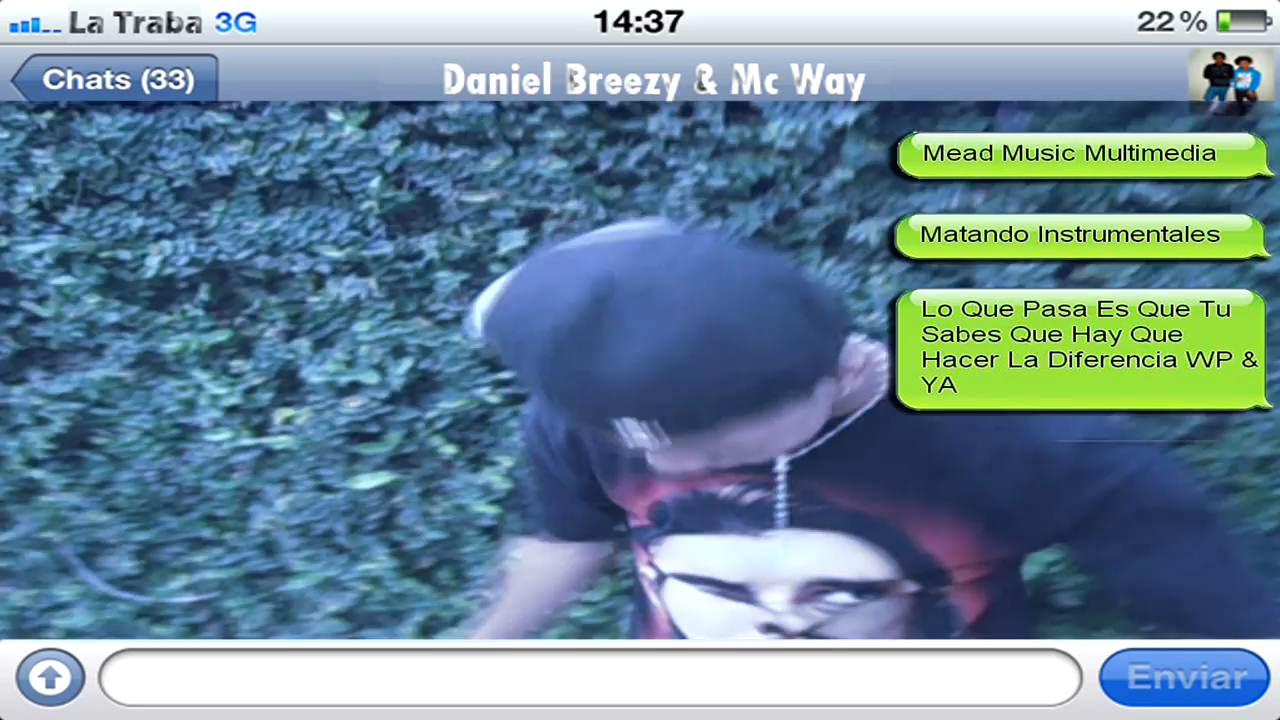 La Traba 3G 14:37 22 %
Chats (33) Daniel Breezy & Mc Way
Mead Music Multimedia
Matando Instrumentales
Lo Que Pasa Es Que Tu
Sabes Que Hay Que
Hacer La Diferencia WP &
YA
Enviar